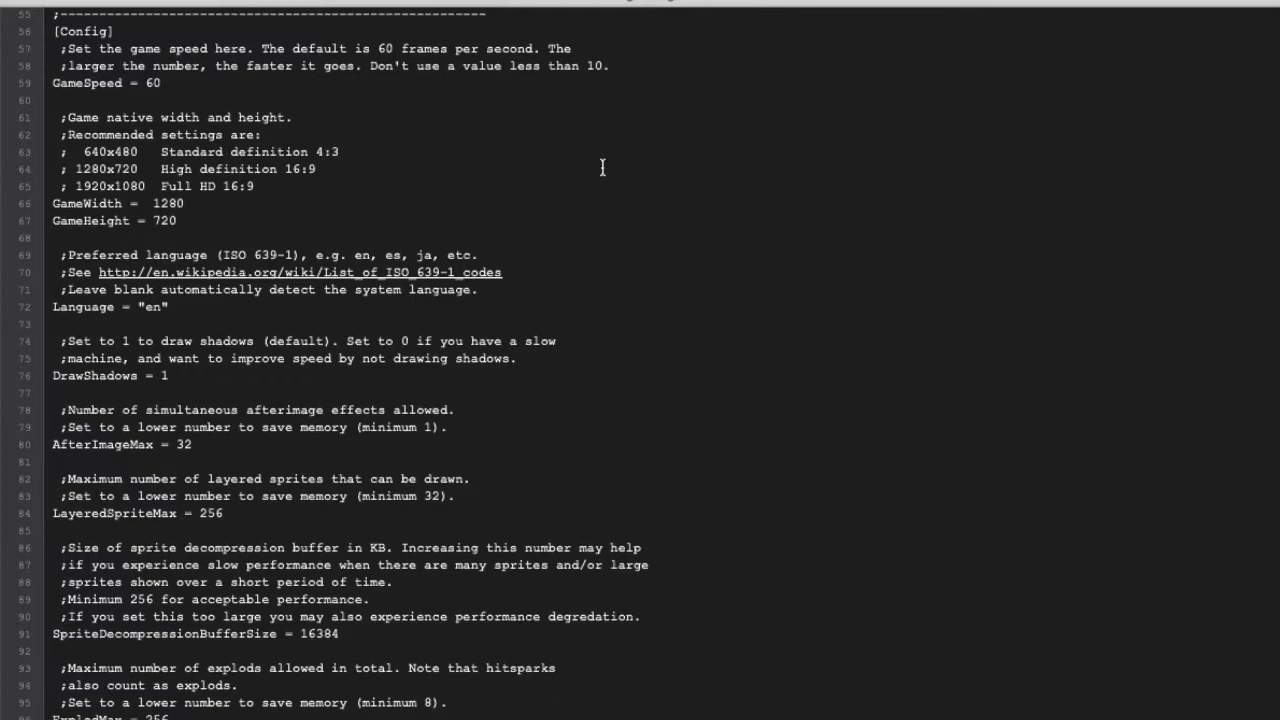 55 ;-------------------------------------------------------
56 [Config]
57 ;Set the game speed here. The default is 60 frames per second. The
58 ;larger the number, the faster it goes. Don't use a value less than 10.
59 GameSpeed = 60
60
61 ;Game native width and height.
62 ;Recommended settings are:
63 ;  640x480   Standard definition 4:3
64 ; 1280x720   High definition 16:9
65 ; 1920x1080  Full HD 16:9
66 GameWidth =  1280
67 GameHeight = 720
68
69 ;Preferred language (ISO 639-1), e.g. en, es, ja, etc.
70 ;See http://en.wikipedia.org/wiki/List_of_ISO_639-1_codes
71 ;Leave blank automatically detect the system language.
72 Language = "en"
73
74 ;Set to 1 to draw shadows (default). Set to 0 if you have a slow
75 ;machine, and want to improve speed by not drawing shadows.
76 DrawShadows = 1
77
78 ;Number of simultaneous afterimage effects allowed.
79 ;Set to a lower number to save memory (minimum 1).
80 AfterImageMax = 32
81
82 ;Maximum number of layered sprites that can be drawn.
83 ;Set to a lower number to save memory (minimum 32).
84 LayeredSpriteMax = 256
85
86 ;Size of sprite decompression buffer in KB. Increasing this number may help
87 ;if you experience slow performance when there are many sprites and/or large
88 ;sprites shown over a short period of time.
89 ;Minimum 256 for acceptable performance.
90 ;If you set this too large you may also experience performance degredation.
91 SpriteDecompressionBufferSize = 16384
92
93 ;Maximum number of explods allowed in total. Note that hitsparks
94 ;also count as explods.
95 ;Set to a lower number to save memory (minimum 8).
96 ExplodMax = 256